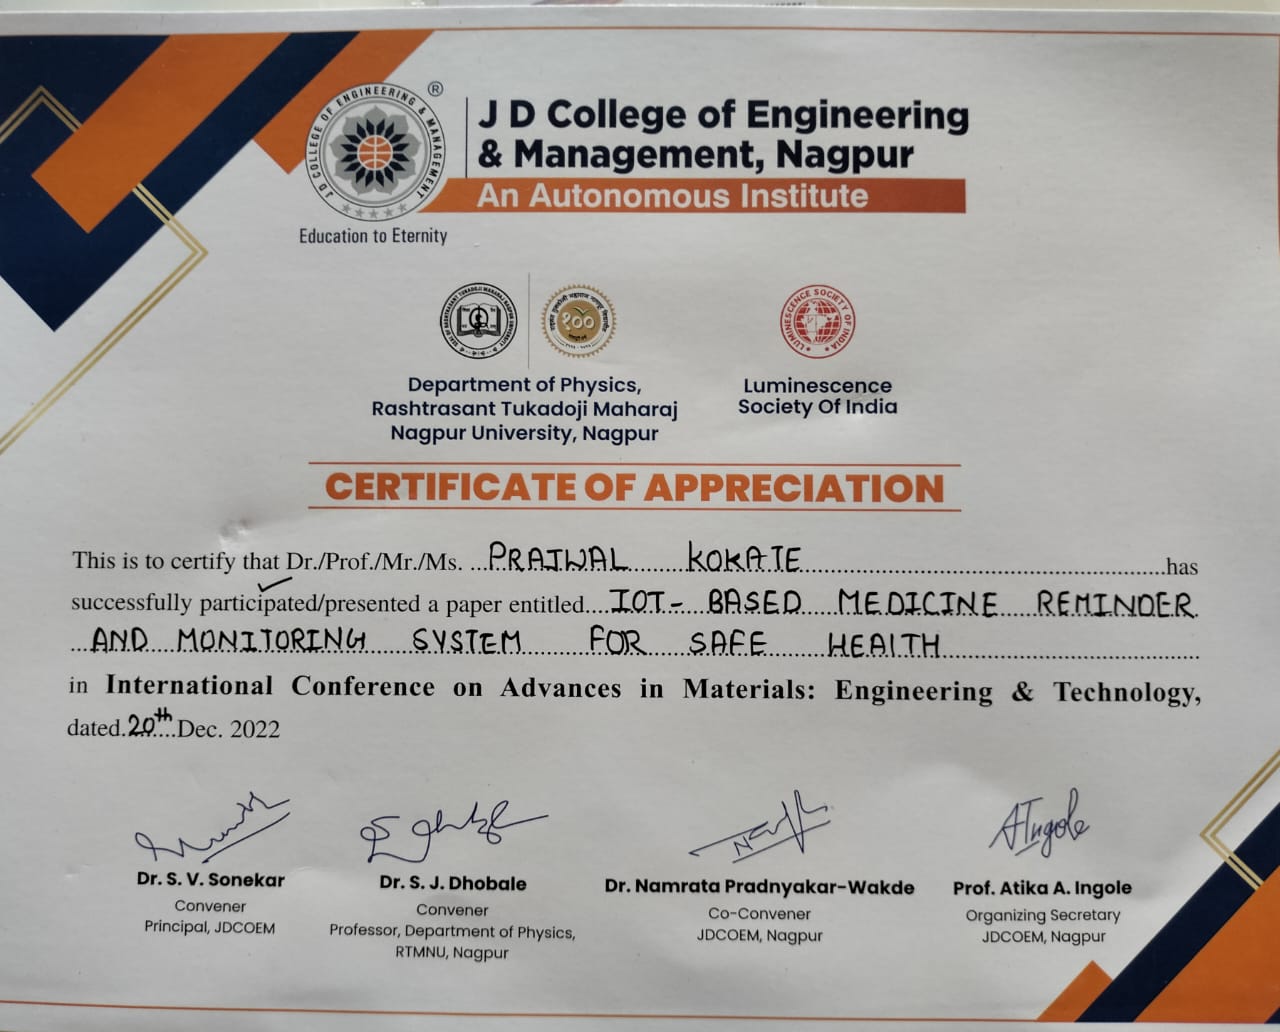 J D COLLEGE OF ENGINEERING & MANAGEMENT
®
J D College of Engineering
& Management, Nagpur
An Autonomous Institute
Education to Eternity
१००
LUMINESCENCE SOCIETY OF INDIA
Department of Physics,
Rashtrasant Tukadoji Maharaj
Nagpur University, Nagpur
Luminescence
Society Of India
CERTIFICATE OF APPRECIATION
This is to certify that Dr./Prof./Mr./Ms. ...PRAJWAL KOKATE...has
successfully participated/presented a paper entitled....IOT- BASED MEDICINE REMINDER
...AND MONITORING SYSTEM FOR SAFE HEALTH...
in International Conference on Advances in Materials: Engineering & Technology,
dated.20th...Dec. 2022
ATIngole
Dr. S. V. Sonekar
Convener
Principal, JDCOEM
Dr. S. J. Dhobale
Convener
Professor, Department of Physics,
RTMNU, Nagpur
Dr. Namrata Pradnyakar-Wakde
Co-Convener
JDCOEM, Nagpur
Prof. Atika A. Ingole
Organizing Secretary
JDCOEM, Nagpur